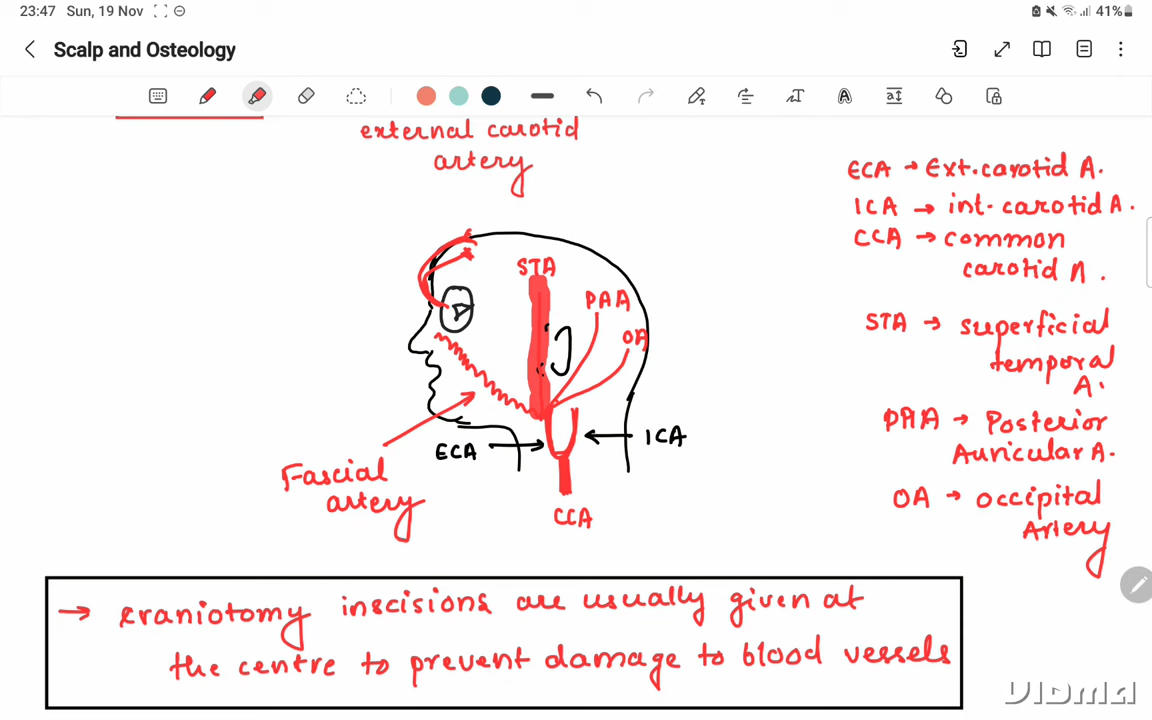 23:47 Sun, 19 Nov
41%
Scalp and Osteology
external carotid
artery
ECA → Ext. carotid A.
ICA → int. carotid A.
CCA → common
carotid A.
STA → superficial
temporal
A.
PAA → Posterior
Auricular A.
OA → occipital
Artery
STA
PAA
OA
ECA
ICA
Fascial
artery
CCA
→ craniotomy inscisions are usually given at
the centre to prevent damage to blood vessels
VIDMA